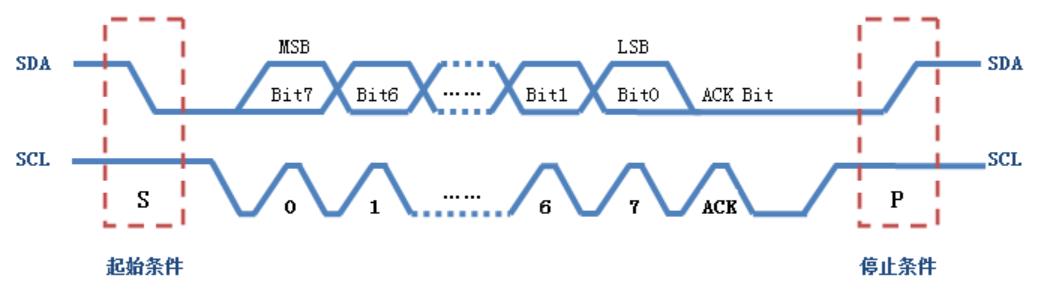 MSB
LSB
SDA
SDA
Bit7
Bit6
……
Bit1
Bit0
ACK Bit
SCL
SCL
S
0
1
……
6
7
ACK
P
起始条件
停止条件